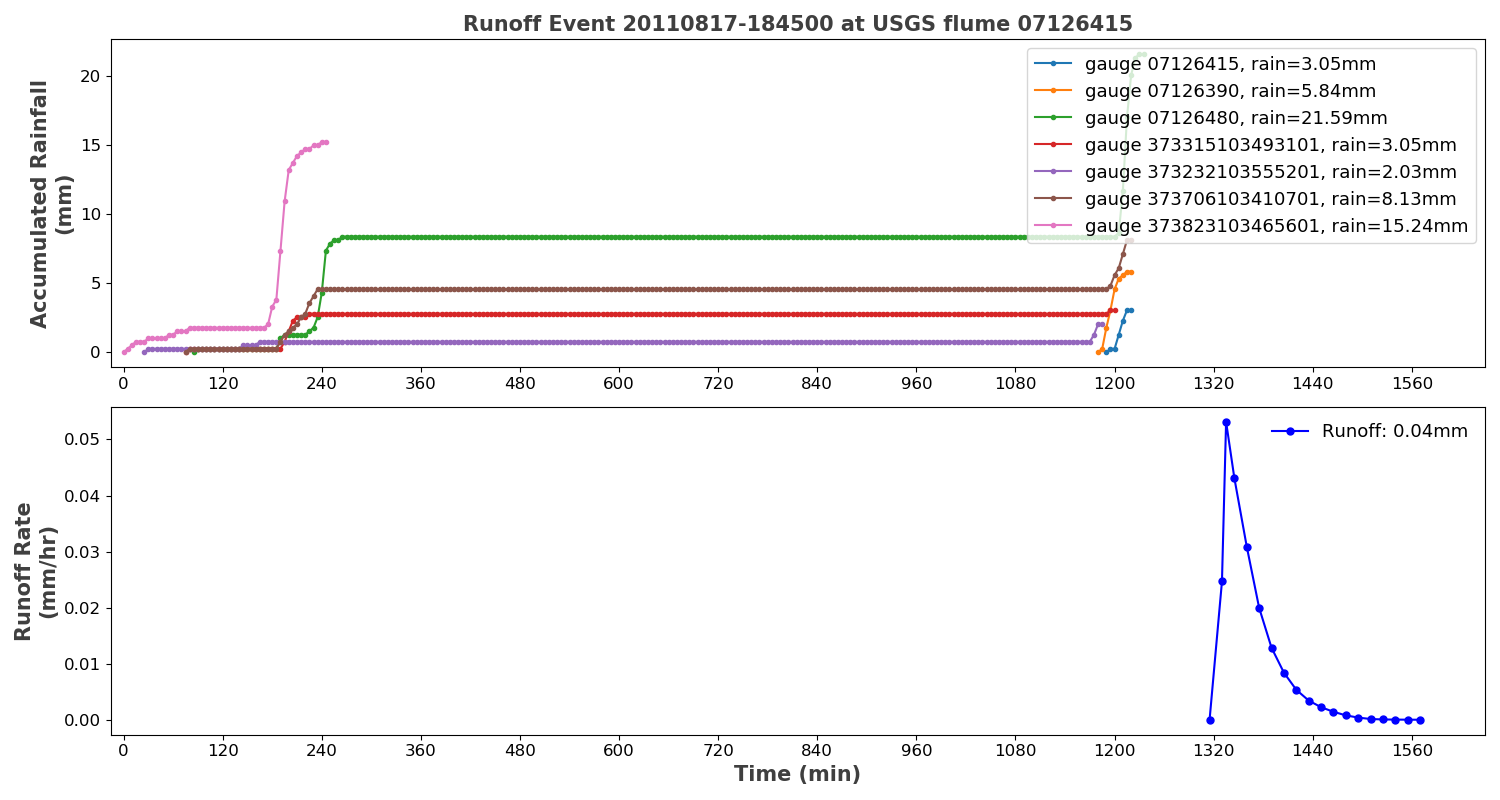 Runoff Event 20110817-184500 at USGS flume 07126415
Accumulated Rainfall
(mm)
20
15
10
5
0
gauge 07126415, rain=3.05mm
gauge 07126390, rain=5.84mm
gauge 07126480, rain=21.59mm
gauge 373315103493101, rain=3.05mm
gauge 373232103555201, rain=2.03mm
gauge 373706103410701, rain=8.13mm
gauge 373823103465601, rain=15.24mm
0 120 240 360 480 600 720 840 960 1080 1200 1320 1440 1560
Runoff Rate
(mm/hr)
0.05
0.04
0.03
0.02
0.01
0.00
Runoff: 0.04mm
0 120 240 360 480 600 720 840 960 1080 1200 1320 1440 1560
Time (min)